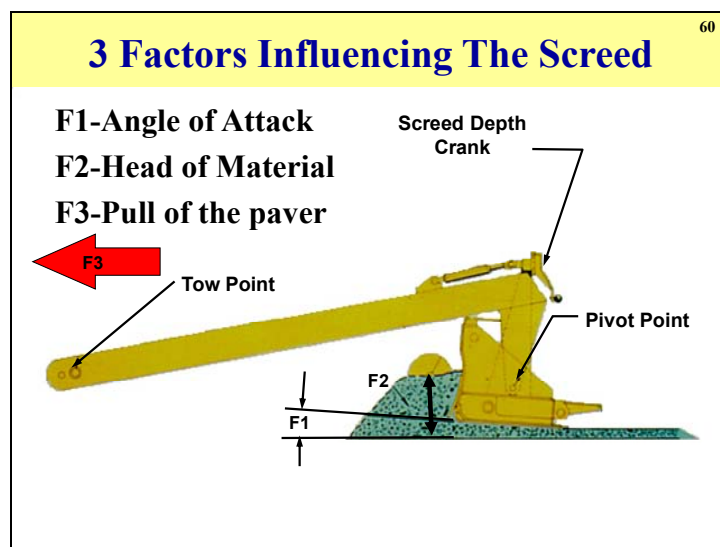 60
3 Factors Influencing The Screed
F1-Angle of Attack
F2-Head of Material
F3-Pull of the paver
Screed Depth
Crank
F3
Tow Point
Pivot Point
F2
F1